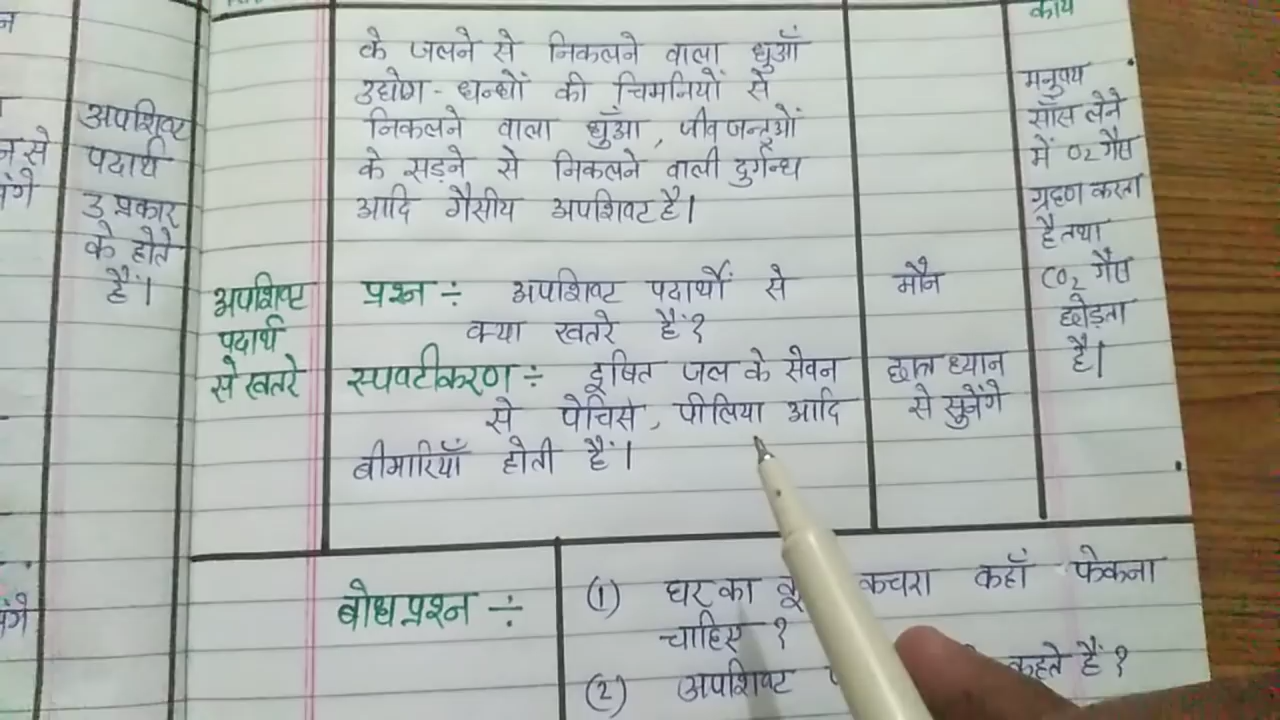 न
न से
अपशिष्ट
पदार्थ
3 प्रकार
के होते
हैं।
के जलने से निकलने वाला धुआँ
उद्योग - धन्धों की चिमनियों से
निकलने वाला धुँआ, जीव जन्तुओं
के सड़ने से निकलने वाली दुर्गन्ध
आदि गैसीय अपशिष्ट है।
अपशिष्ट
पदार्थ
से खतरे
प्रश्न ÷ अपशिष्ट पदार्थों से
क्या खतरे हैं?
स्पष्टीकरण ÷ दूषित जल के सेवन
से पेचिसे, पीलिया आदि
बीमारियाँ होती हैं।
मौन
छात्र ध्यान
से सुनेंगे
कार्य
मनुष्य
साँस लेने
में O2 गैस
ग्रहण करता
है तथा
CO2 गैस
छोड़ता
है।
बोध प्रश्न ÷
(1) घर का कचरा कहाँ फेकना
चाहिए ?
(2) अपशिष्ट कहते हैं ?